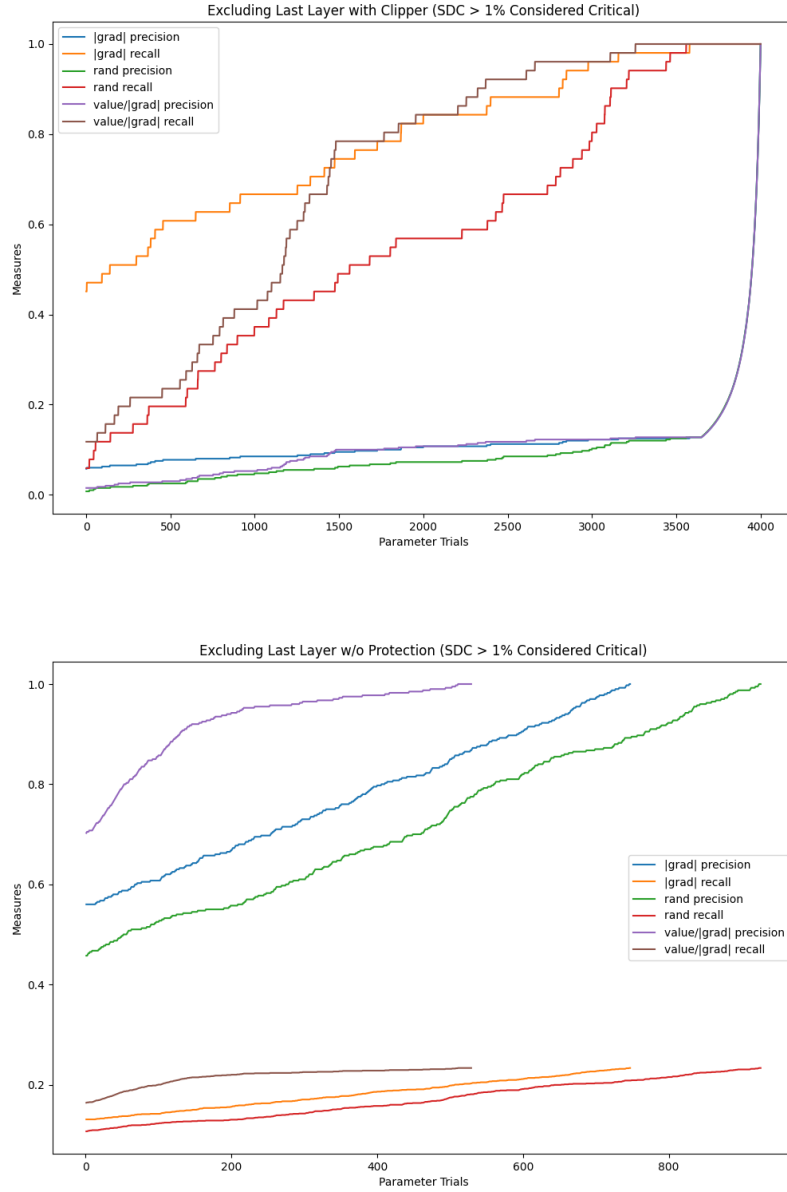 Excluding Last Layer with Clipper (SDC > 1% Considered Critical)
|grad| precision
|grad| recall
rand precision
rand recall
value/|grad| precision
value/|grad| recall
1.0
0.8
0.6
0.4
0.2
0.0
Measures
0 500 1000 1500 2000 2500 3000 3500 4000
Parameter Trials
Excluding Last Layer w/o Protection (SDC > 1% Considered Critical)
1.0
0.8
0.6
0.4
0.2
Measures
|grad| precision
|grad| recall
rand precision
rand recall
value/|grad| precision
value/|grad| recall
0 200 400 600 800
Parameter Trials